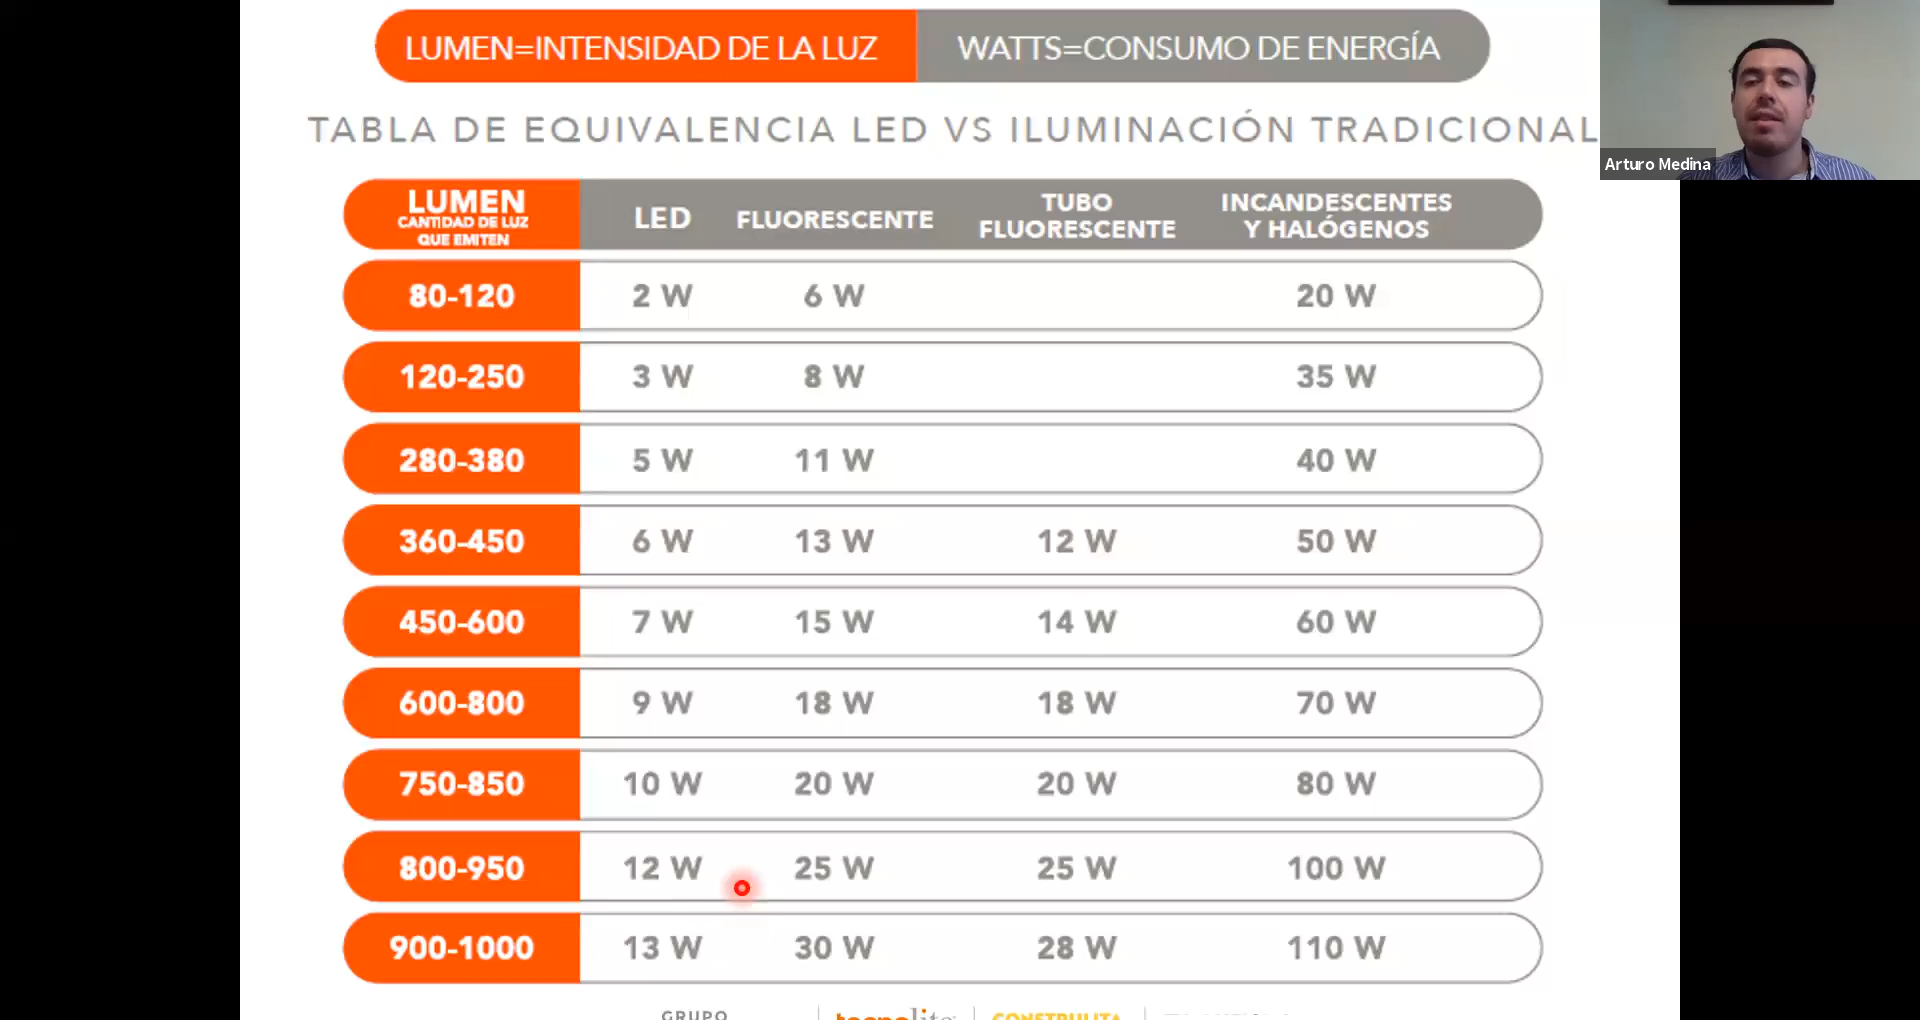 LUMEN=INTENSIDAD DE LA LUZ WATTS=CONSUMO DE ENERGÍA
TABLA DE EQUIVALENCIA LED VS ILUMINACIÓN TRADICIONAL
Arturo Medina
LUMEN
CANTIDAD DE LUZ
QUE EMITEN
LED
FLUORESCENTE
TUBO
FLUORESCENTE
INCANDESCENTES
Y HALÓGENOS
80-120 2 W 6 W 20 W
120-250 3 W 8 W 35 W
280-380 5 W 11 W 40 W
360-450 6 W 13 W 12 W 50 W
450-600 7 W 15 W 14 W 60 W
600-800 9 W 18 W 18 W 70 W
750-850 10 W 20 W 20 W 80 W
800-950 12 W 25 W 25 W 100 W
900-1000 13 W 30 W 28 W 110 W
GRUPO tecnolite CONSTRULITA